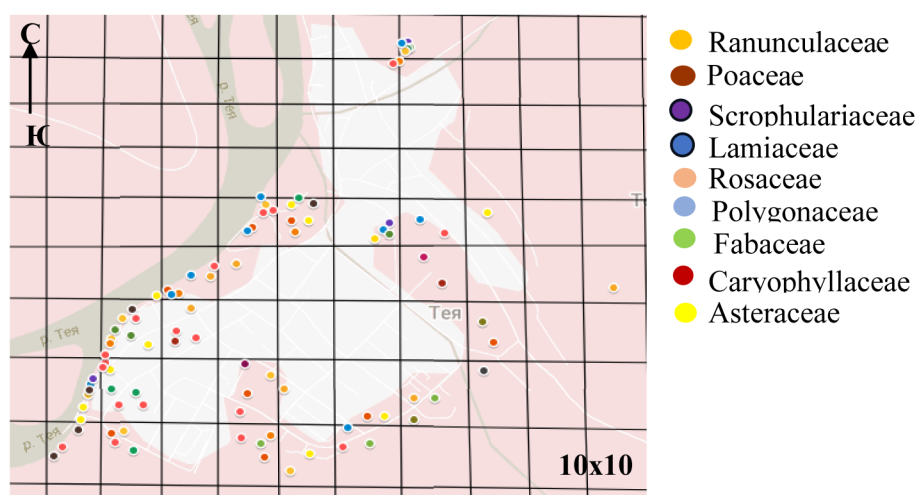 С
Ю
р. Тея
р. Тея
р. Тея
Тея
10x10
Ranunculaceae
Poaceae
Scrophulariaceae
Lamiaceae
Rosaceae
Polygonaceae
Fabaceae
Caryophyllaceae
Asteraceae